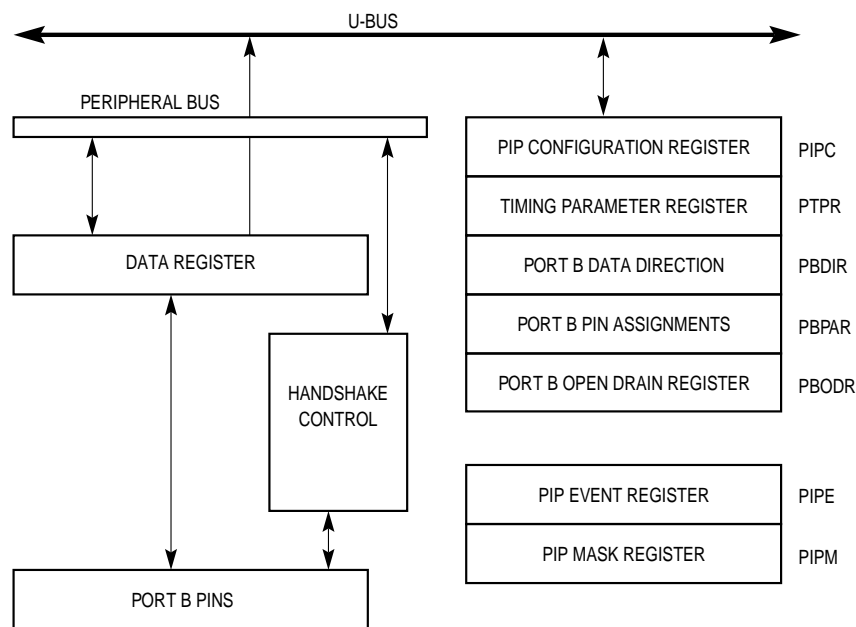 U-BUS
PERIPHERAL BUS
PIP CONFIGURATION REGISTER PIPC
TIMING PARAMETER REGISTER PTPR
DATA REGISTER
PORT B DATA DIRECTION PBDIR
PORT B PIN ASSIGNMENTS PBPAR
PORT B OPEN DRAIN REGISTER PBODR
HANDSHAKE
CONTROL
PIP EVENT REGISTER PIPE
PIP MASK REGISTER PIPM
PORT B PINS